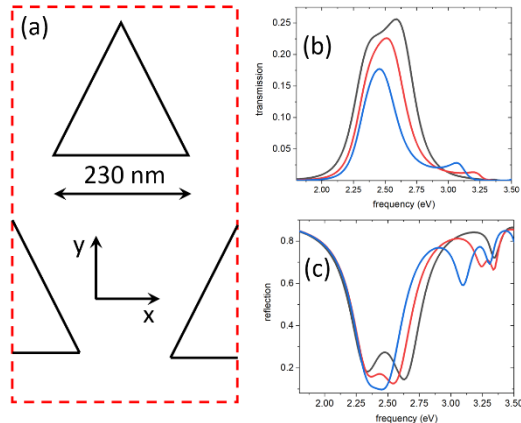 (a)
230 nm
y
x
(b)
transmission
0.25
0.20
0.15
0.10
0.05
2.00 2.25 2.50 2.75 3.00 3.25 3.50
frequency (eV)
(c)
reflection
0.8
0.6
0.4
0.2
2.00 2.25 2.50 2.75 3.00 3.25 3.50
frequency (eV)